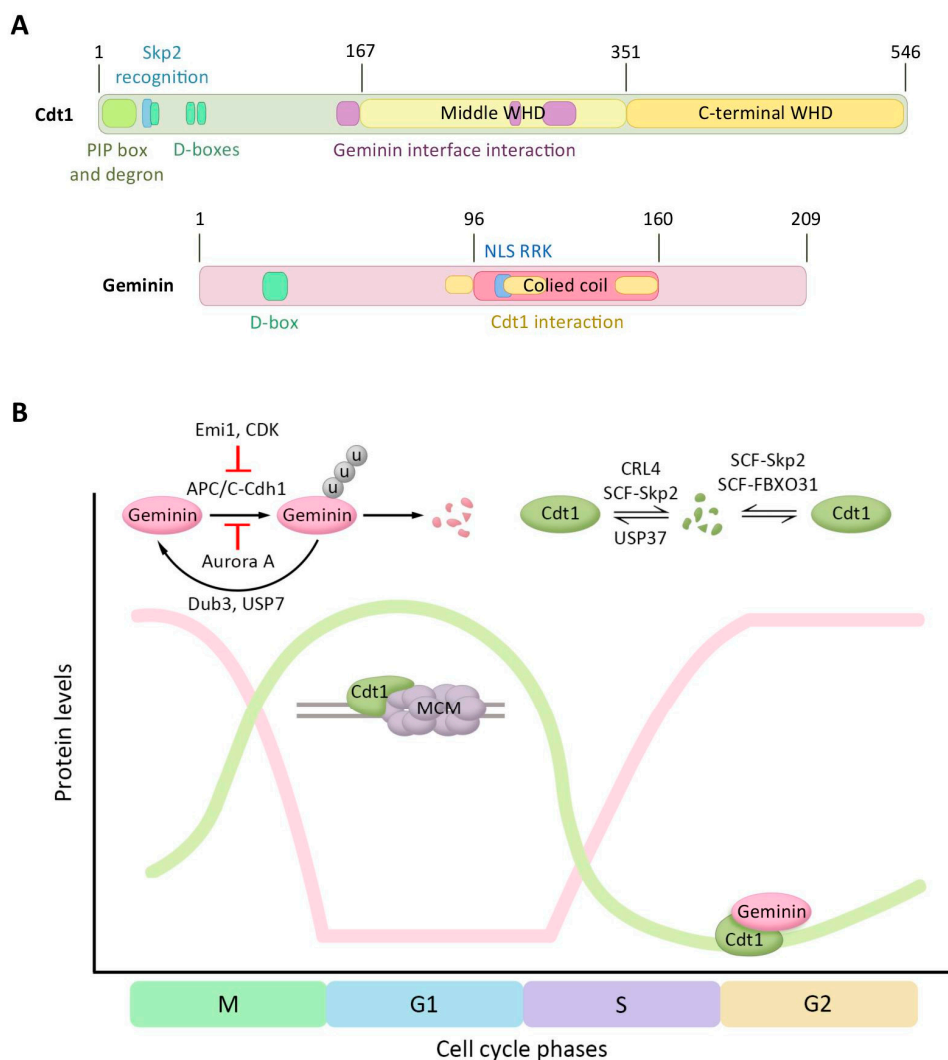 A
1
167
351
546
Skp2
recognition
Cdt1
Middle WHD
C-terminal WHD
PIP box
and degron
D-boxes
Geminin interface interaction
1
96
160
209
NLS RRK
Geminin
Colied coil
D-box
Cdt1 interaction
B
Emi1, CDK
APC/C-Cdh1
Geminin
Geminin
u
u
u
Aurora A
Dub3, USP7
CRL4
SCF-Skp2
USP37
Cdt1
SCF-Skp2
SCF-FBXO31
Cdt1
Cdt1
MCM
Geminin
Cdt1
Protein levels
M
G1
S
G2
Cell cycle phases